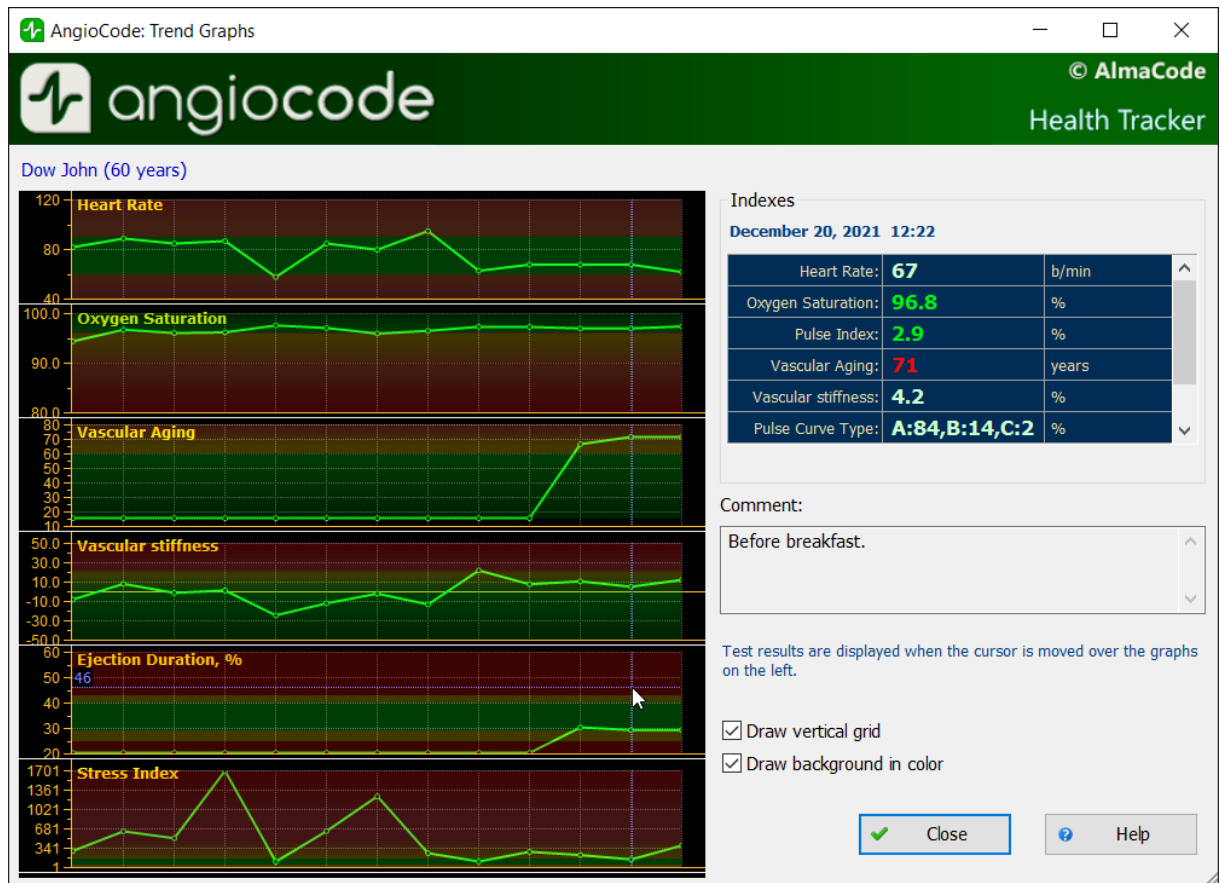 AngioCode: Trend Graphs
angiocode
© AlmaCode
Health Tracker
Dow John (60 years)
120
Heart Rate
80
40
100.0
Oxygen Saturation
90.0
80.0
80
Vascular Aging
70
60
50
40
30
20
10
50.0
Vascular stiffness
30.0
10.0
-10.0
-30.0
-50.0
60
Ejection Duration, %
50
46
40
30
20
1701
Stress Index
1361
1021
681
341
1
Indexes
December 20, 2021 12:22
Heart Rate: 67 b/min
Oxygen Saturation: 96.8 %
Pulse Index: 2.9 %
Vascular Aging: 71 years
Vascular stiffness: 4.2 %
Pulse Curve Type: A:84,B:14,C:2 %
Comment:
Before breakfast.
Test results are displayed when the cursor is moved over the graphs
on the left.
Draw vertical grid
Draw background in color
Close
Help